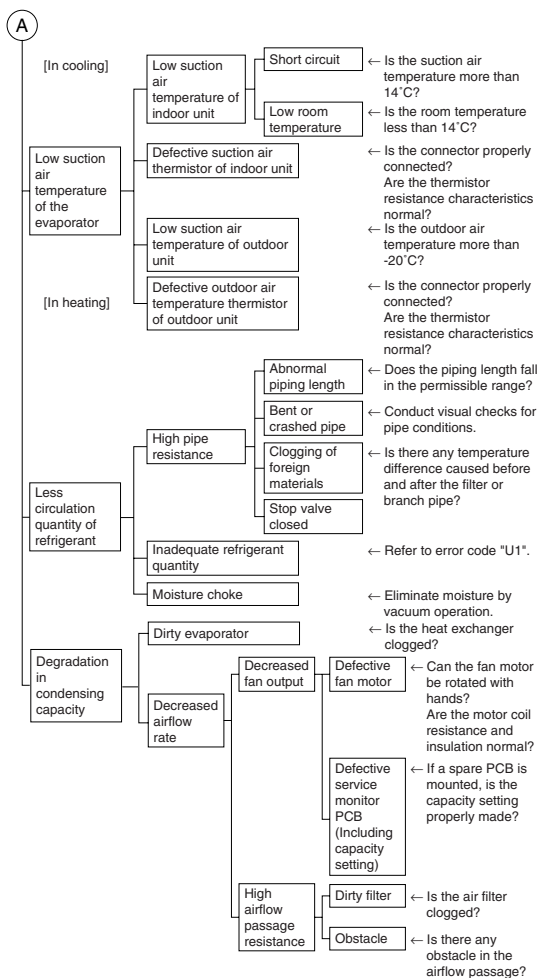 A
[In cooling]
Low suction
air
temperature of
indoor unit
Short circuit
← Is the suction air
temperature more than
14˚C?
Low room
temperature
← Is the room temperature
less than 14˚C?
Low suction
air
temperature
of the
evaporator
Defective suction air
thermistor of indoor unit
← Is the connector properly
connected?
Are the thermistor
resistance characteristics
normal?
Low suction air
temperature of outdoor
unit
← Is the outdoor air
temperature more than
-20˚C?
[In heating]
Defective outdoor air
temperature thermistor
of outdoor unit
← Is the connector properly
connected?
Are the thermistor
resistance characteristics
normal?
Less
circulation
quantity of
refrigerant
High pipe
resistance
Abnormal
piping length
← Does the piping length fall
in the permissible range?
Bent or
crashed pipe
← Conduct visual checks for
pipe conditions.
Clogging of
foreign
materials
← Is there any temperature
difference caused before
and after the filter or
branch pipe?
Stop valve
closed
Inadequate refrigerant
quantity
← Refer to error code "U1".
Moisture choke
← Eliminate moisture by
vacuum operation.
Degradation
in
condensing
capacity
Dirty evaporator
← Is the heat exchanger
clogged?
Decreased
airflow
rate
Decreased
fan output
Defective
fan motor
← Can the fan motor
be rotated with
hands?
Are the motor coil
resistance and
insulation normal?
Defective
service
monitor
PCB
(Including
capacity
setting)
← If a spare PCB is
mounted, is the
capacity setting
properly made?
High
airflow
passage
resistance
Dirty filter
← Is the air filter
clogged?
Obstacle
← Is there any
obstacle in the
airflow passage?